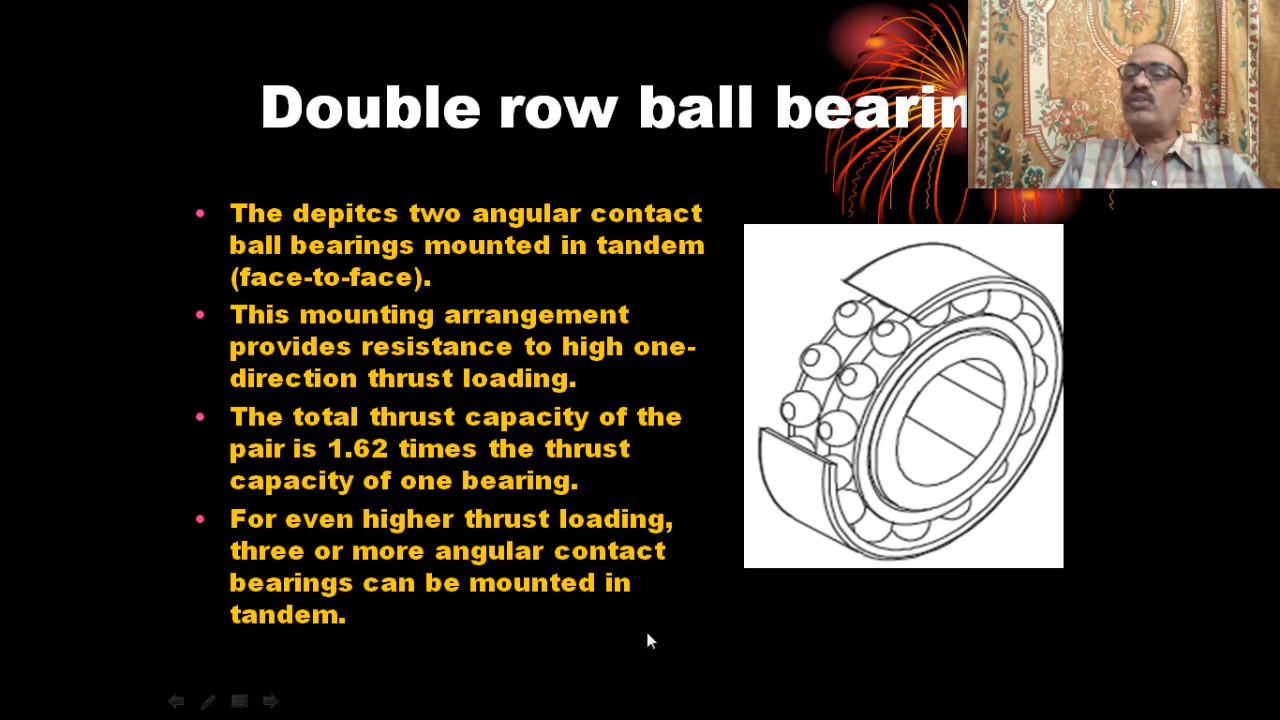 Double row ball bearin
• The depitcs two angular contact
ball bearings mounted in tandem
(face-to-face).
• This mounting arrangement
provides resistance to high one-
direction thrust loading.
• The total thrust capacity of the
pair is 1.62 times the thrust
capacity of one bearing.
• For even higher thrust loading,
three or more angular contact
bearings can be mounted in
tandem.